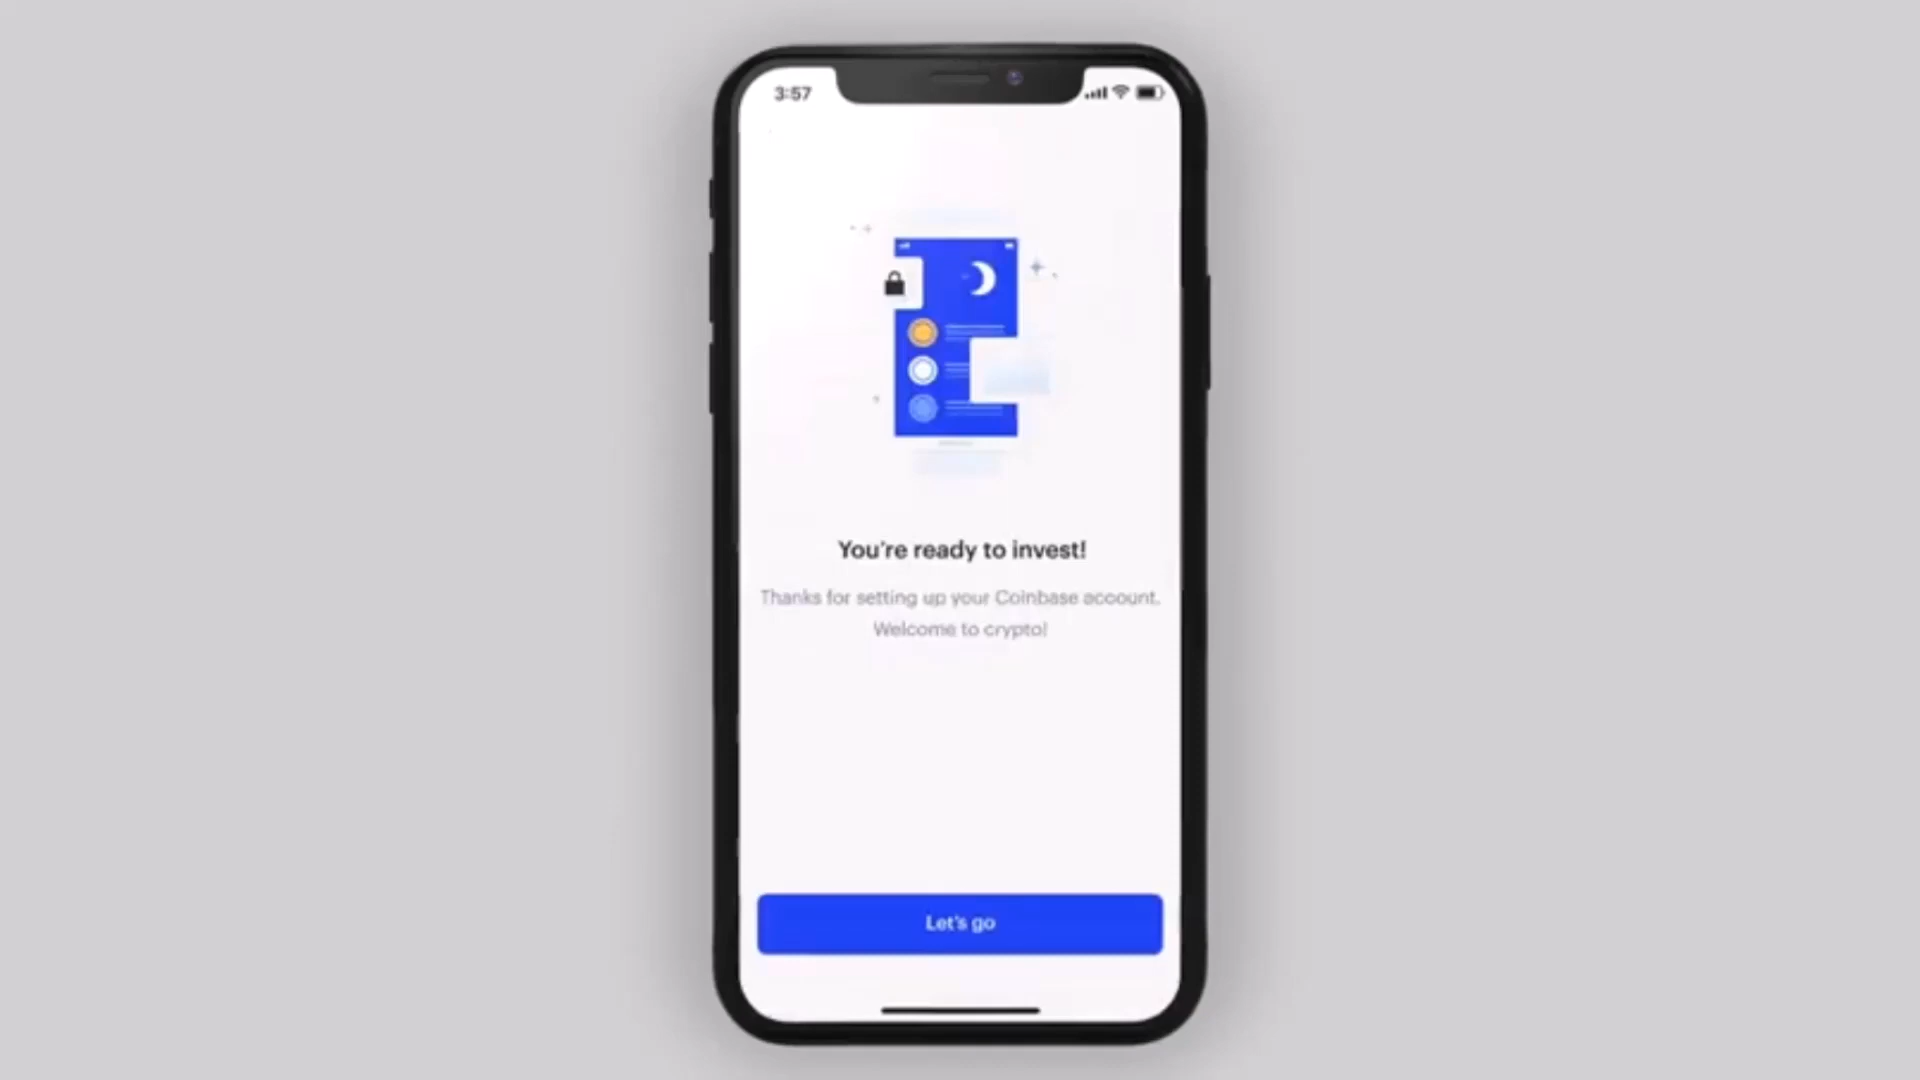 3:57
You're ready to invest!
Thanks for setting up your Coinbase account.
Welcome to crypto!
Let's go